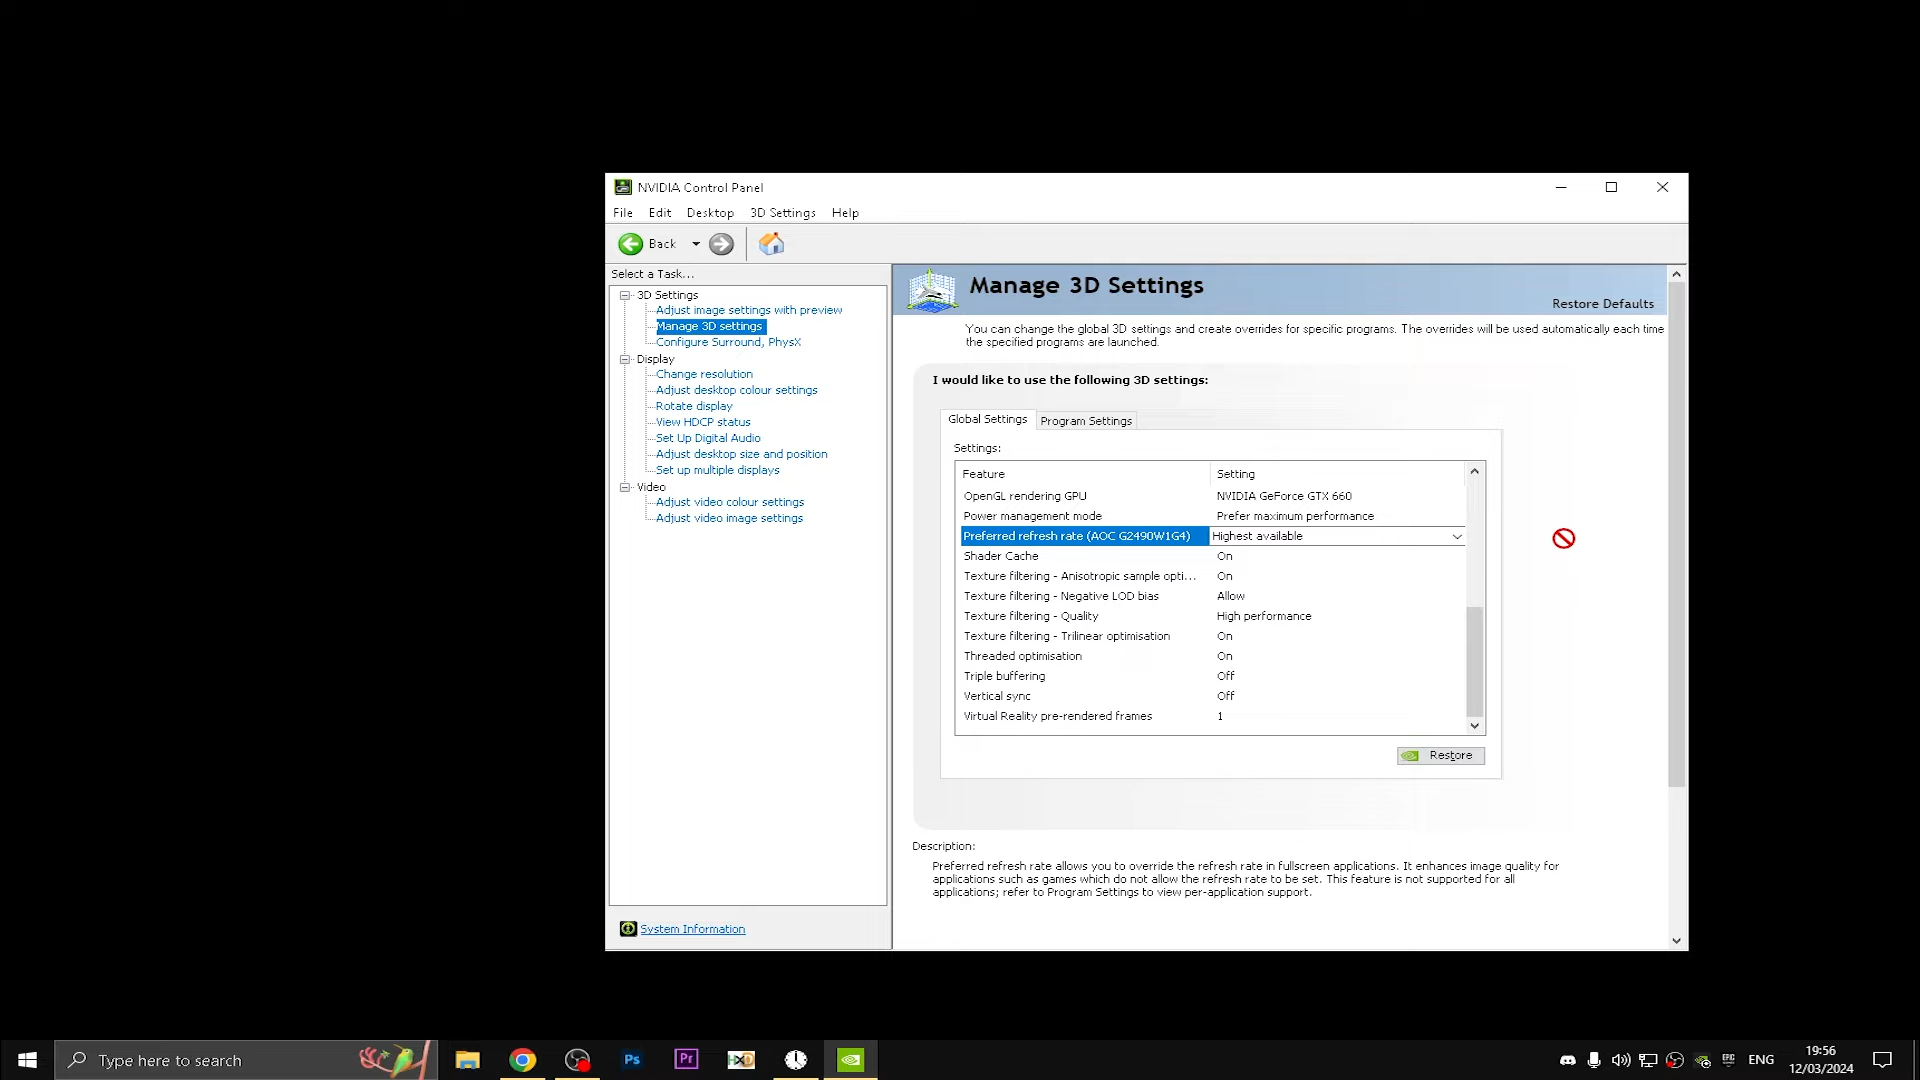 NVIDIA Control Panel
File Edit Desktop 3D Settings Help
Back
Select a Task...
3D Settings
Adjust image settings with preview
Manage 3D settings
Configure Surround, PhysX
Display
Change resolution
Adjust desktop colour settings
Rotate display
View HDCP status
Set Up Digital Audio
Adjust desktop size and position
Set up multiple displays
Video
Adjust video colour settings
Adjust video image settings
System Information
Manage 3D Settings
Restore Defaults
You can change the global 3D settings and create overrides for specific programs. The overrides will be used automatically each time
the specified programs are launched.
I would like to use the following 3D settings:
Global Settings Program Settings
Settings:
Feature Setting
OpenGL rendering GPU NVIDIA GeForce GTX 660
Power management mode Prefer maximum performance
Preferred refresh rate (AOC G2490W1G4) Highest available
Shader Cache On
Texture filtering - Anisotropic sample opti... On
Texture filtering - Negative LOD bias Allow
Texture filtering - Quality High performance
Texture filtering - Trilinear optimisation On
Threaded optimisation On
Triple buffering Off
Vertical sync Off
Virtual Reality pre-rendered frames 1
Restore
Description:
Preferred refresh rate allows you to override the refresh rate in fullscreen applications. It enhances image quality for
applications such as games which do not allow the refresh rate to be set. This feature is not supported for all
applications; refer to Program Settings to view per-application support.
Type here to search
Ps
Pr
HXD
EPIC
ENG
19:56
12/03/2024